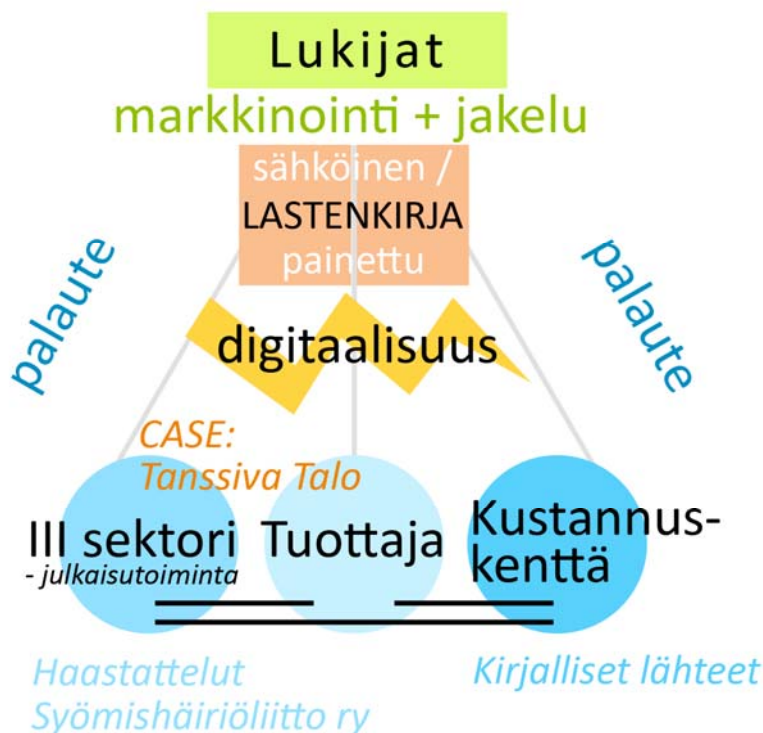 Lukijat
markkinointi + jakelu
sähköinen /
LASTENKIRJA
painettu
palaute
palaute
digitaalisuus
CASE:
Tanssiva Talo
III sektori
- julkaisutoiminta
Tuottaja
Kustannus-
kenttä
Haastattelut
Syömishäiriöliitto ry
Kirjalliset lähteet